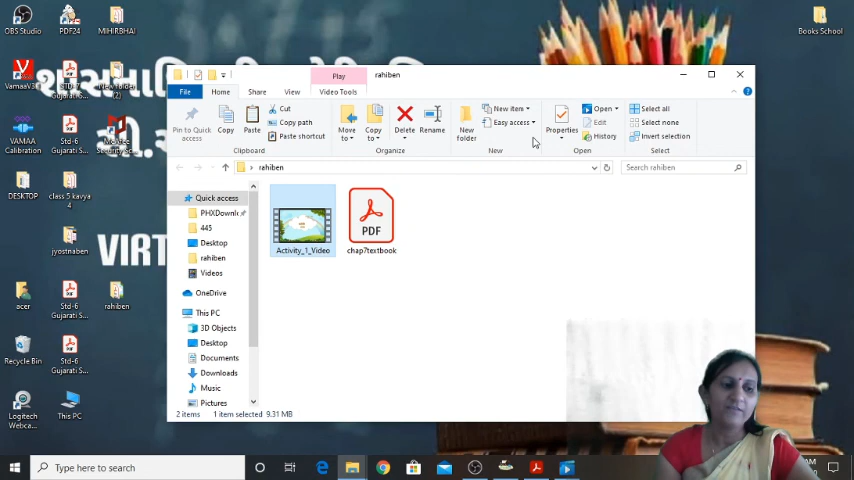 OBS Studio
PDF24
MIHIRBHAI
Books School
VamaaV3
STD-7
Gujarati S...
New folder
(2)
VAMAA
Calibration
Std-6
Gujarati S...
McAfee
Security
DESKTOP
class 5 kavya
4
jyostnaben
acer
Std-6
Gujarati S...
rahiben
Recycle Bin
Std-6
Gujarati S...
Logitech
Webca...
This PC
VIRT
Play
rahiben
File
Home
Share
View
Video Tools
Pin to Quick
access
Copy
Paste
Cut
Copy path
Paste shortcut
Clipboard
Move
to
Copy
to
Delete
Rename
Organize
New
folder
New item
Easy access
New
Properties
Open
Edit
History
Open
Select all
Select none
Invert selection
Select
rahiben
Search rahiben
Quick access
PHXDownlo
445
Desktop
rahiben
Videos
OneDrive
This PC
3D Objects
Desktop
Documents
Downloads
Music
Pictures
PDF
Activity_1_Video
chap7textbook
2 items
1 item selected 9.31 MB
Type here to search